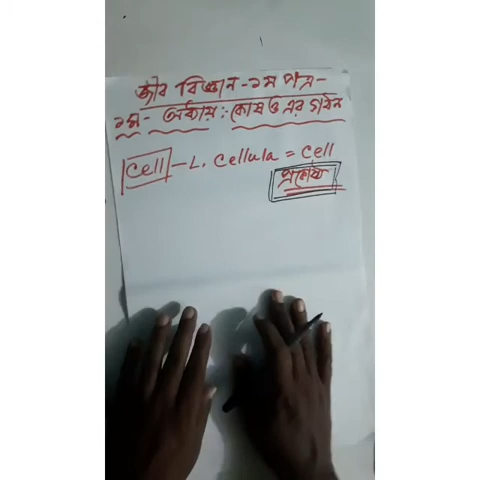 জীব বিজ্ঞান-১ম পত্র-
১ম- অধ্যায়:- কোষ ও এর গঠন
Cell - L. Cellula = Cell
প্রকোষ্ঠ